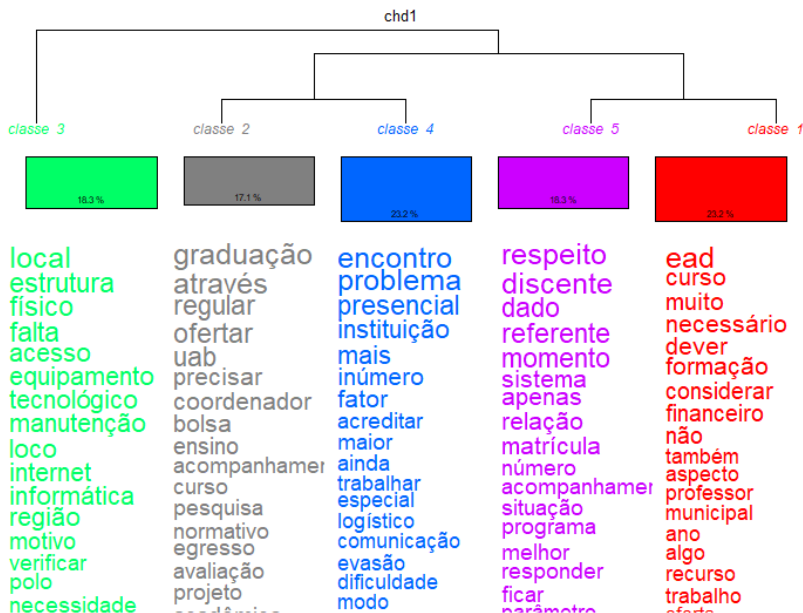 chd1
classe 3
classe 2
classe 4
classe 5
classe 1
18.3 %
17.1 %
23.2 %
18.3 %
23.2 %
local
estrutura
físico
falta
acesso
equipamento
tecnológico
manutenção
loco
internet
informática
região
motivo
verificar
polo
necessidade
graduação
através
regular
ofertar
uab
precisar
coordenador
bolsa
ensino
acompanhamer
curso
pesquisa
normativo
egresso
avaliação
projeto
encontro
problema
presencial
instituição
mais
inúmero
fator
acreditar
maior
ainda
trabalhar
especial
logístico
comunicação
evasão
dificuldade
modo
respeito
discente
dado
referente
momento
sistema
apenas
relação
matrícula
número
acompanhamer
situação
programa
melhor
responder
ficar
parâmetro
ead
curso
muito
necessário
dever
formação
considerar
financeiro
não
também
aspecto
professor
municipal
ano
algo
recurso
trabalho